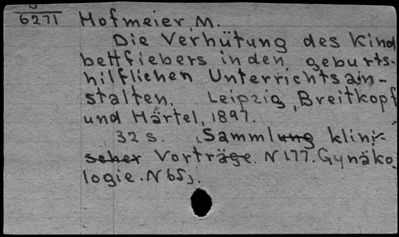 6271 Hofmeier, M.
Die Verhütung des Kind
bettfiebers in den geburts-
hilflichen Unterrichtsan-
stalten. Leipzig, Breitkopf
und Härtel, 1897.
32 s. (Sammlung klini-
scher Vorträge. N 177. Gynäko
logie. N 65).